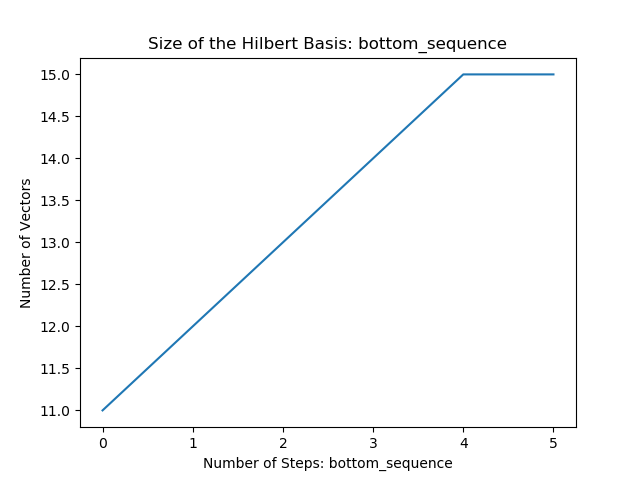 Size of the Hilbert Basis: bottom_sequence
Number of Vectors
15.0
14.5
14.0
13.5
13.0
12.5
12.0
11.5
11.0
0 1 2 3 4 5
Number of Steps: bottom_sequence